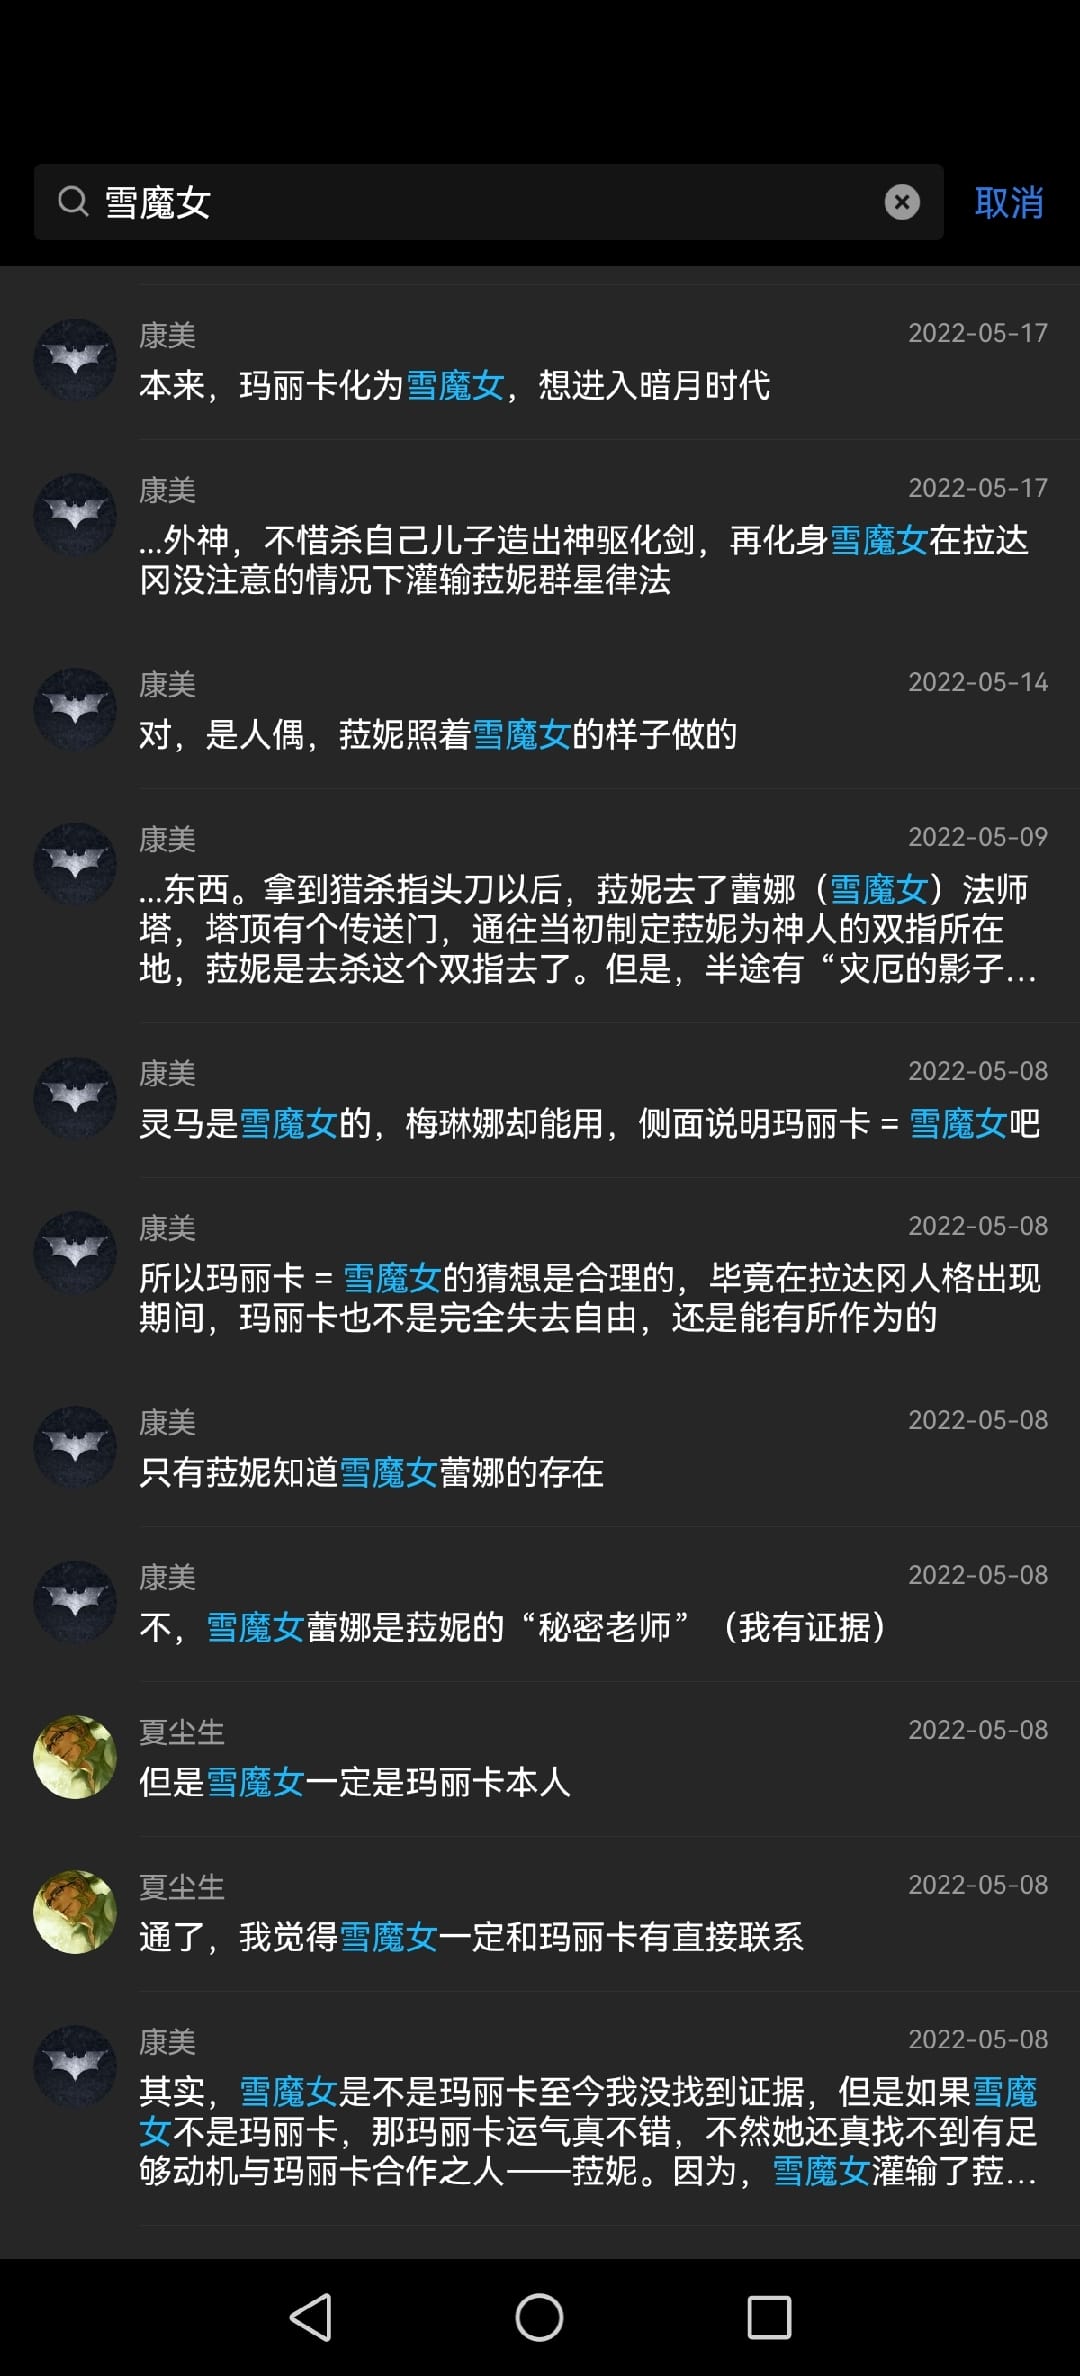 雪魔女
取消
康美
2022-05-17
本来，玛丽卡化为雪魔女，想进入暗月时代
康美
2022-05-17
...外神，不惜杀自己儿子造出神驱化剑，再化身雪魔女在拉达
冈没注意的情况下灌输菈妮群星律法
康美
2022-05-14
对，是人偶，菈妮照着雪魔女的样子做的
康美
2022-05-09
...东西。拿到猎杀指头刀以后，菈妮去了蕾娜（雪魔女）法师
塔，塔顶有个传送门，通往当初制定菈妮为神人的双指所在
地，菈妮是去杀这个双指去了。但是，半途有“灾厄的影子...
康美
2022-05-08
灵马是雪魔女的，梅琳娜却能用，侧面说明玛丽卡 = 雪魔女吧
康美
2022-05-08
所以玛丽卡 = 雪魔女的猜想是合理的，毕竟在拉达冈人格出现
期间，玛丽卡也不是完全失去自由，还是能有所作为的
康美
2022-05-08
只有菈妮知道雪魔女蕾娜的存在
康美
2022-05-08
不，雪魔女蕾娜是菈妮的“秘密老师”（我有证据）
夏尘生
2022-05-08
但是雪魔女一定是玛丽卡本人
夏尘生
2022-05-08
通了，我觉得雪魔女一定和玛丽卡有直接联系
康美
2022-05-08
其实，雪魔女是不是玛丽卡至今我没找到证据，但是如果雪魔
女不是玛丽卡，那玛丽卡运气真不错，不然她还真找不到有足
够动机与玛丽卡合作之人——菈妮。因为，雪魔女灌输了菈...